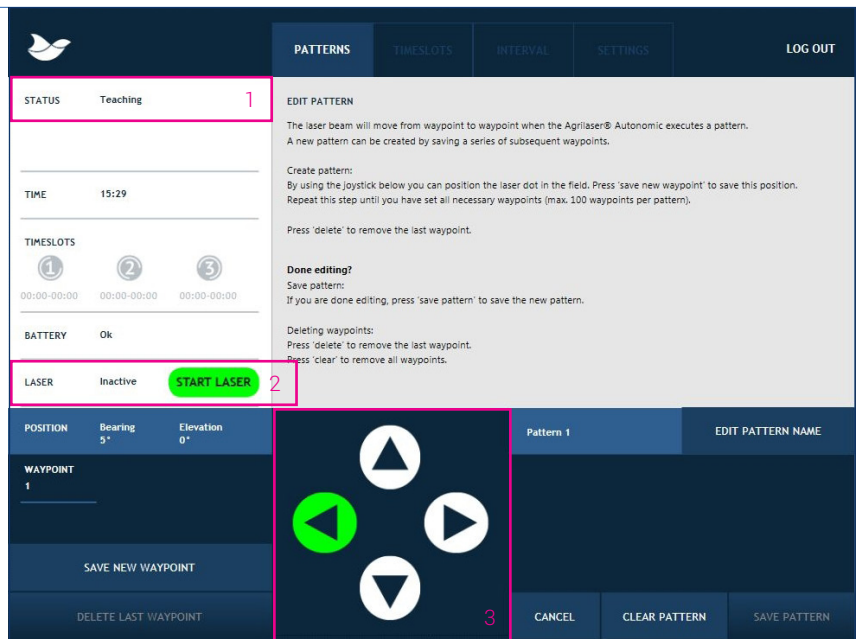 PATTERNS TIMESLOTS INTERVAL SETTINGS LOG OUT
STATUS Teaching 1
TIME 15:29
TIMESLOTS
1 2 3
00:00-00:00 00:00-00:00 00:00-00:00
BATTERY Ok
LASER Inactive START LASER 2
EDIT PATTERN
The laser beam will move from waypoint to waypoint when the Agrilaser® Autonomic executes a pattern.
A new pattern can be created by saving a series of subsequent waypoints.
Create pattern:
By using the joystick below you can position the laser dot in the field. Press 'save new waypoint' to save this position.
Repeat this step until you have set all necessary waypoints (max. 100 waypoints per pattern).
Press 'delete' to remove the last waypoint.
Done editing?
Save pattern:
If you are done editing, press 'save pattern' to save the new pattern.
Deleting waypoints:
Press 'delete' to remove the last waypoint.
Press 'clear' to remove all waypoints.
POSITION Bearing Elevation
5° 0°
WAYPOINT
1
SAVE NEW WAYPOINT
DELETE LAST WAYPOINT
3
Pattern 1 EDIT PATTERN NAME
CANCEL CLEAR PATTERN SAVE PATTERN